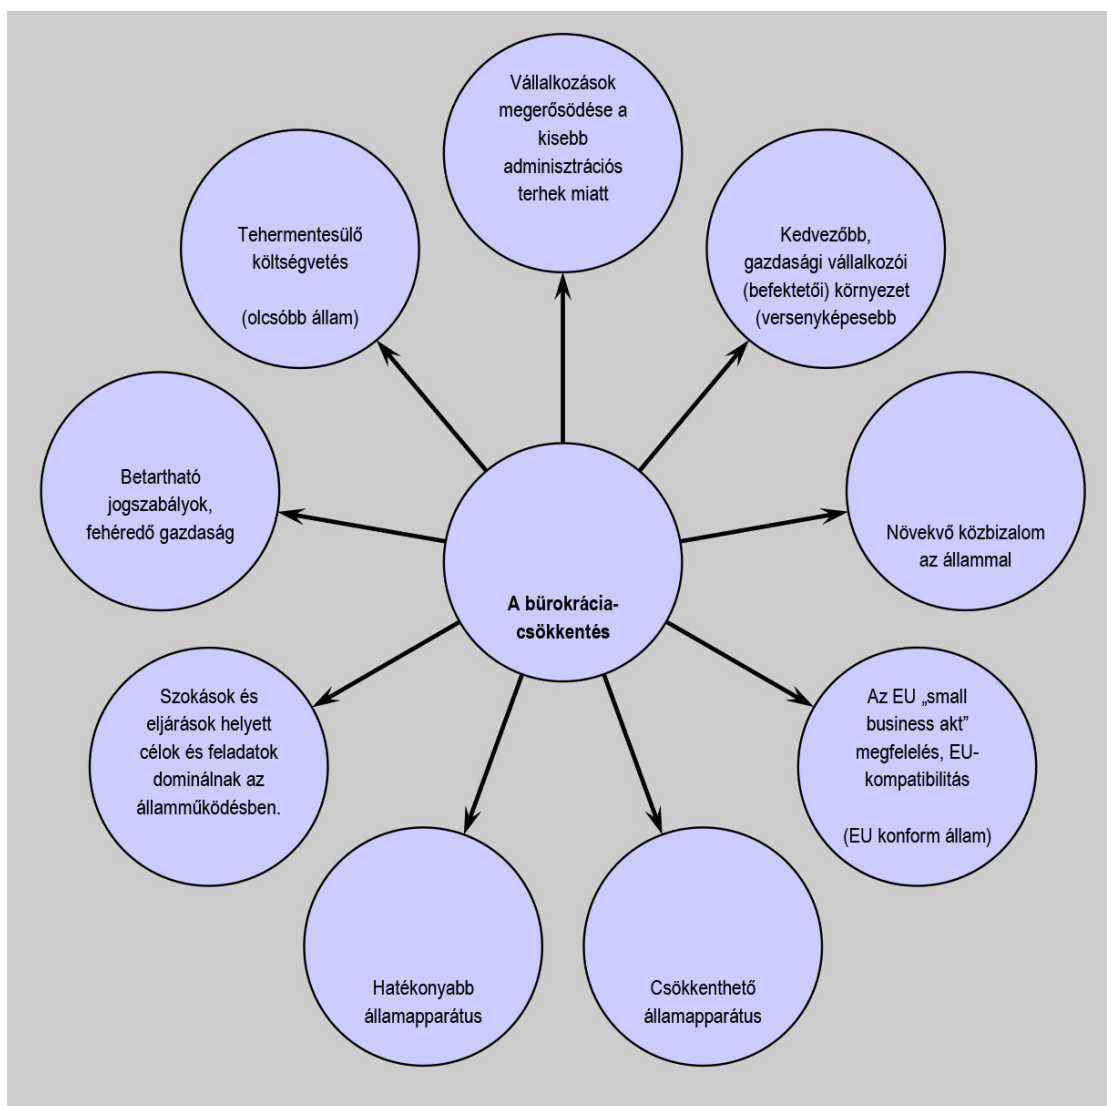 Vállalkozások
megerősödése a
kisebb
adminisztrációs
terhek miatt
Tehermentesülő
költségvetés
(olcsóbb állam)
Kedvezőbb,
gazdasági vállalkozói
(befektetői) környezet
(versenyképesebb
Betartható
jogszabályok,
fehéredő gazdaság
Növekvő közbizalom
az állammal
A bürokrácia-
csökkentés
Szokások és
eljárások helyett
célok és feladatok
dominálnak az
államműködésben.
Az EU „small
business akt”
megfelelés, EU-
kompatibilitás
(EU konform állam)
Hatékonyabb
államapparátus
Csökkenthető
államapparátus